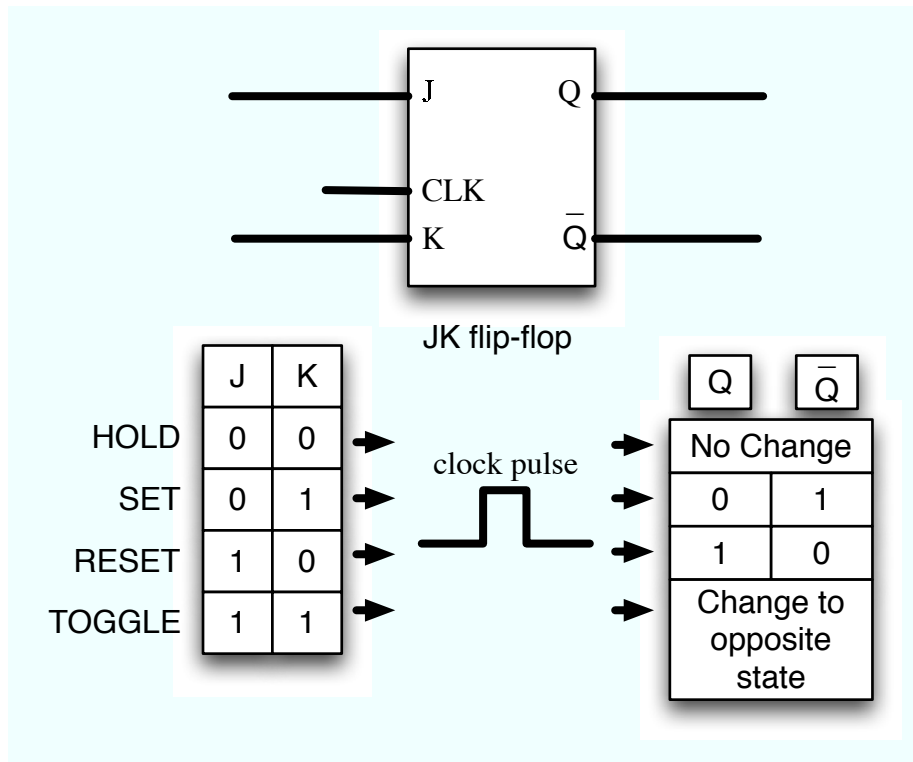 J Q
CLK
K Q̅
JK flip-flop
J K
Q Q̅
HOLD 0 0 No Change
clock pulse
SET 0 1 0 1
RESET 1 0 1 0
TOGGLE 1 1 Change to
opposite
state